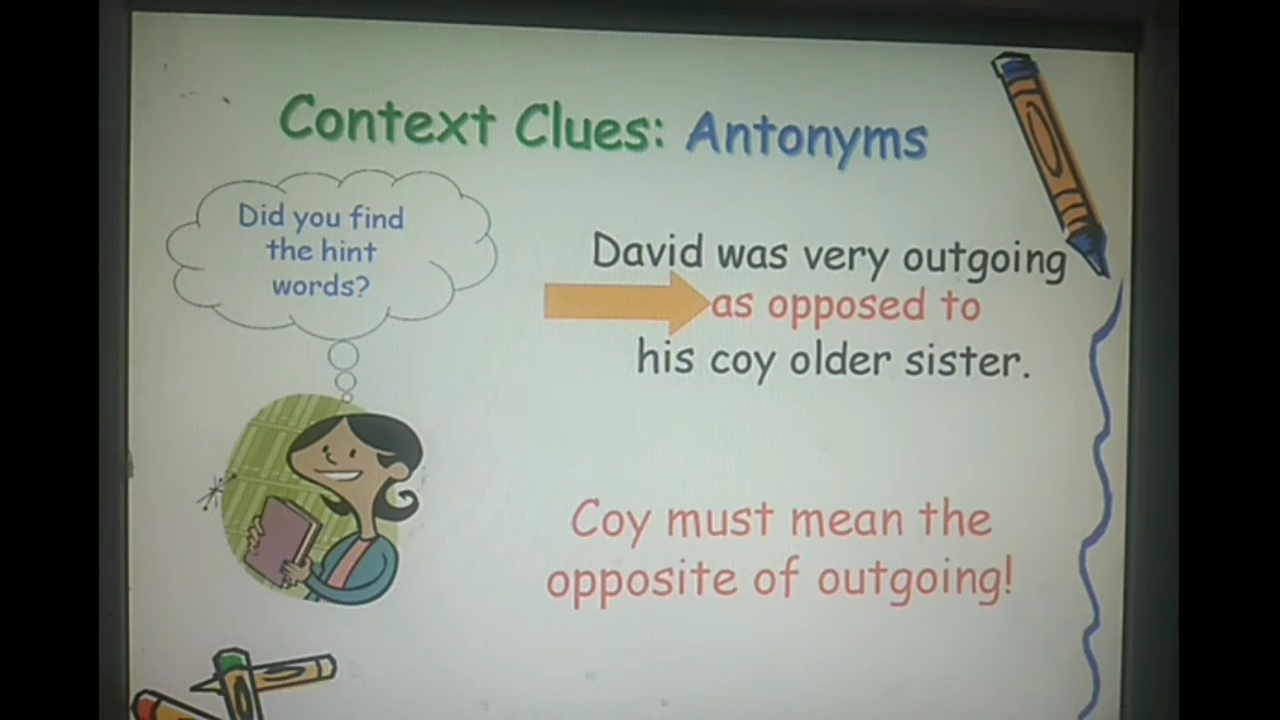 Context Clues: Antonyms
Did you find
the hint
words?
David was very outgoing
as opposed to
his coy older sister.
Coy must mean the
opposite of outgoing!